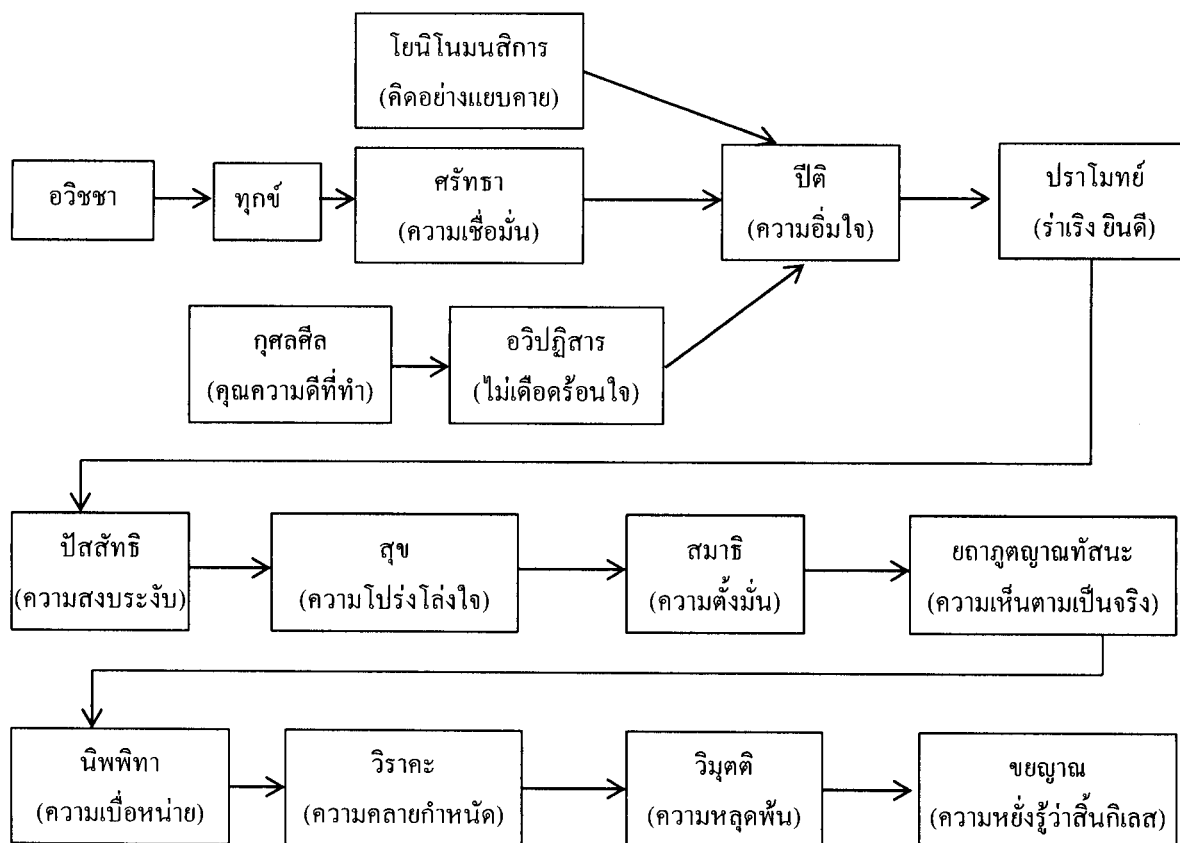 โยนิโนมนสิการ
(คิดอย่างแยบคาย)
อวิชชา
ทุกข์
ศรัทธา
(ความเชื่อมั่น)
ปีติ
(ความอิ่มใจ)
ปราโมทย์
(ร่าเริง ยินดี)
กุศลศีล
(คุณความดีที่ทำ)
อวิปฏิสาร
(ไม่เดือดร้อนใจ)
ปัสสัทธิ
(ความสงบระงับ)
สุข
(ความโปร่งโล่งใจ)
สมาธิ
(ความตั้งมั่น)
ยถาภูตญาณทัสนะ
(ความเห็นตามเป็นจริง)
นิพพิทา
(ความเบื่อหน่าย)
วิราคะ
(ความคลายกำหนัด)
วิมุตติ
(ความหลุดพ้น)
ขยญาณ
(ความหยั่งรู้ว่าสิ้นกิเลส)